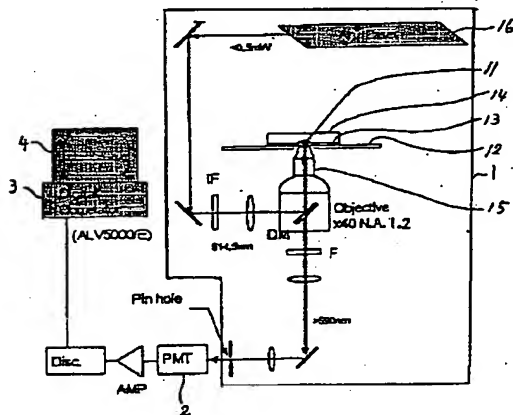 16
<0.5mW
11
14
13
12
4
3
1
IF
15
Objective
x40 N.A. 1.2
(ALV5000/E)
DM
514.5nm
F
Pin hole
>550nm
Disc.
AMP
PMT
2